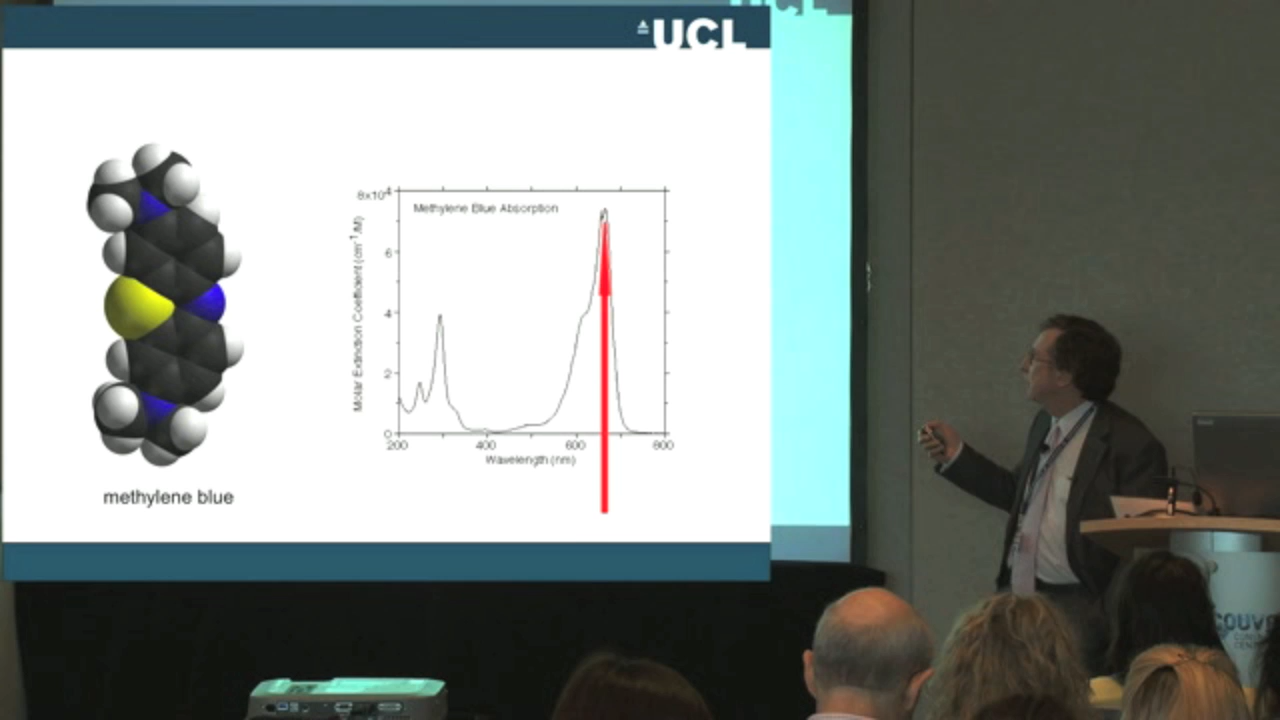 UCL
8x10⁴
Methylene Blue Absorption
6
4
2
0
Molar Extinction Coefficient (cm⁻¹/M)
200
400
600
800
Wavelength (nm)
methylene blue